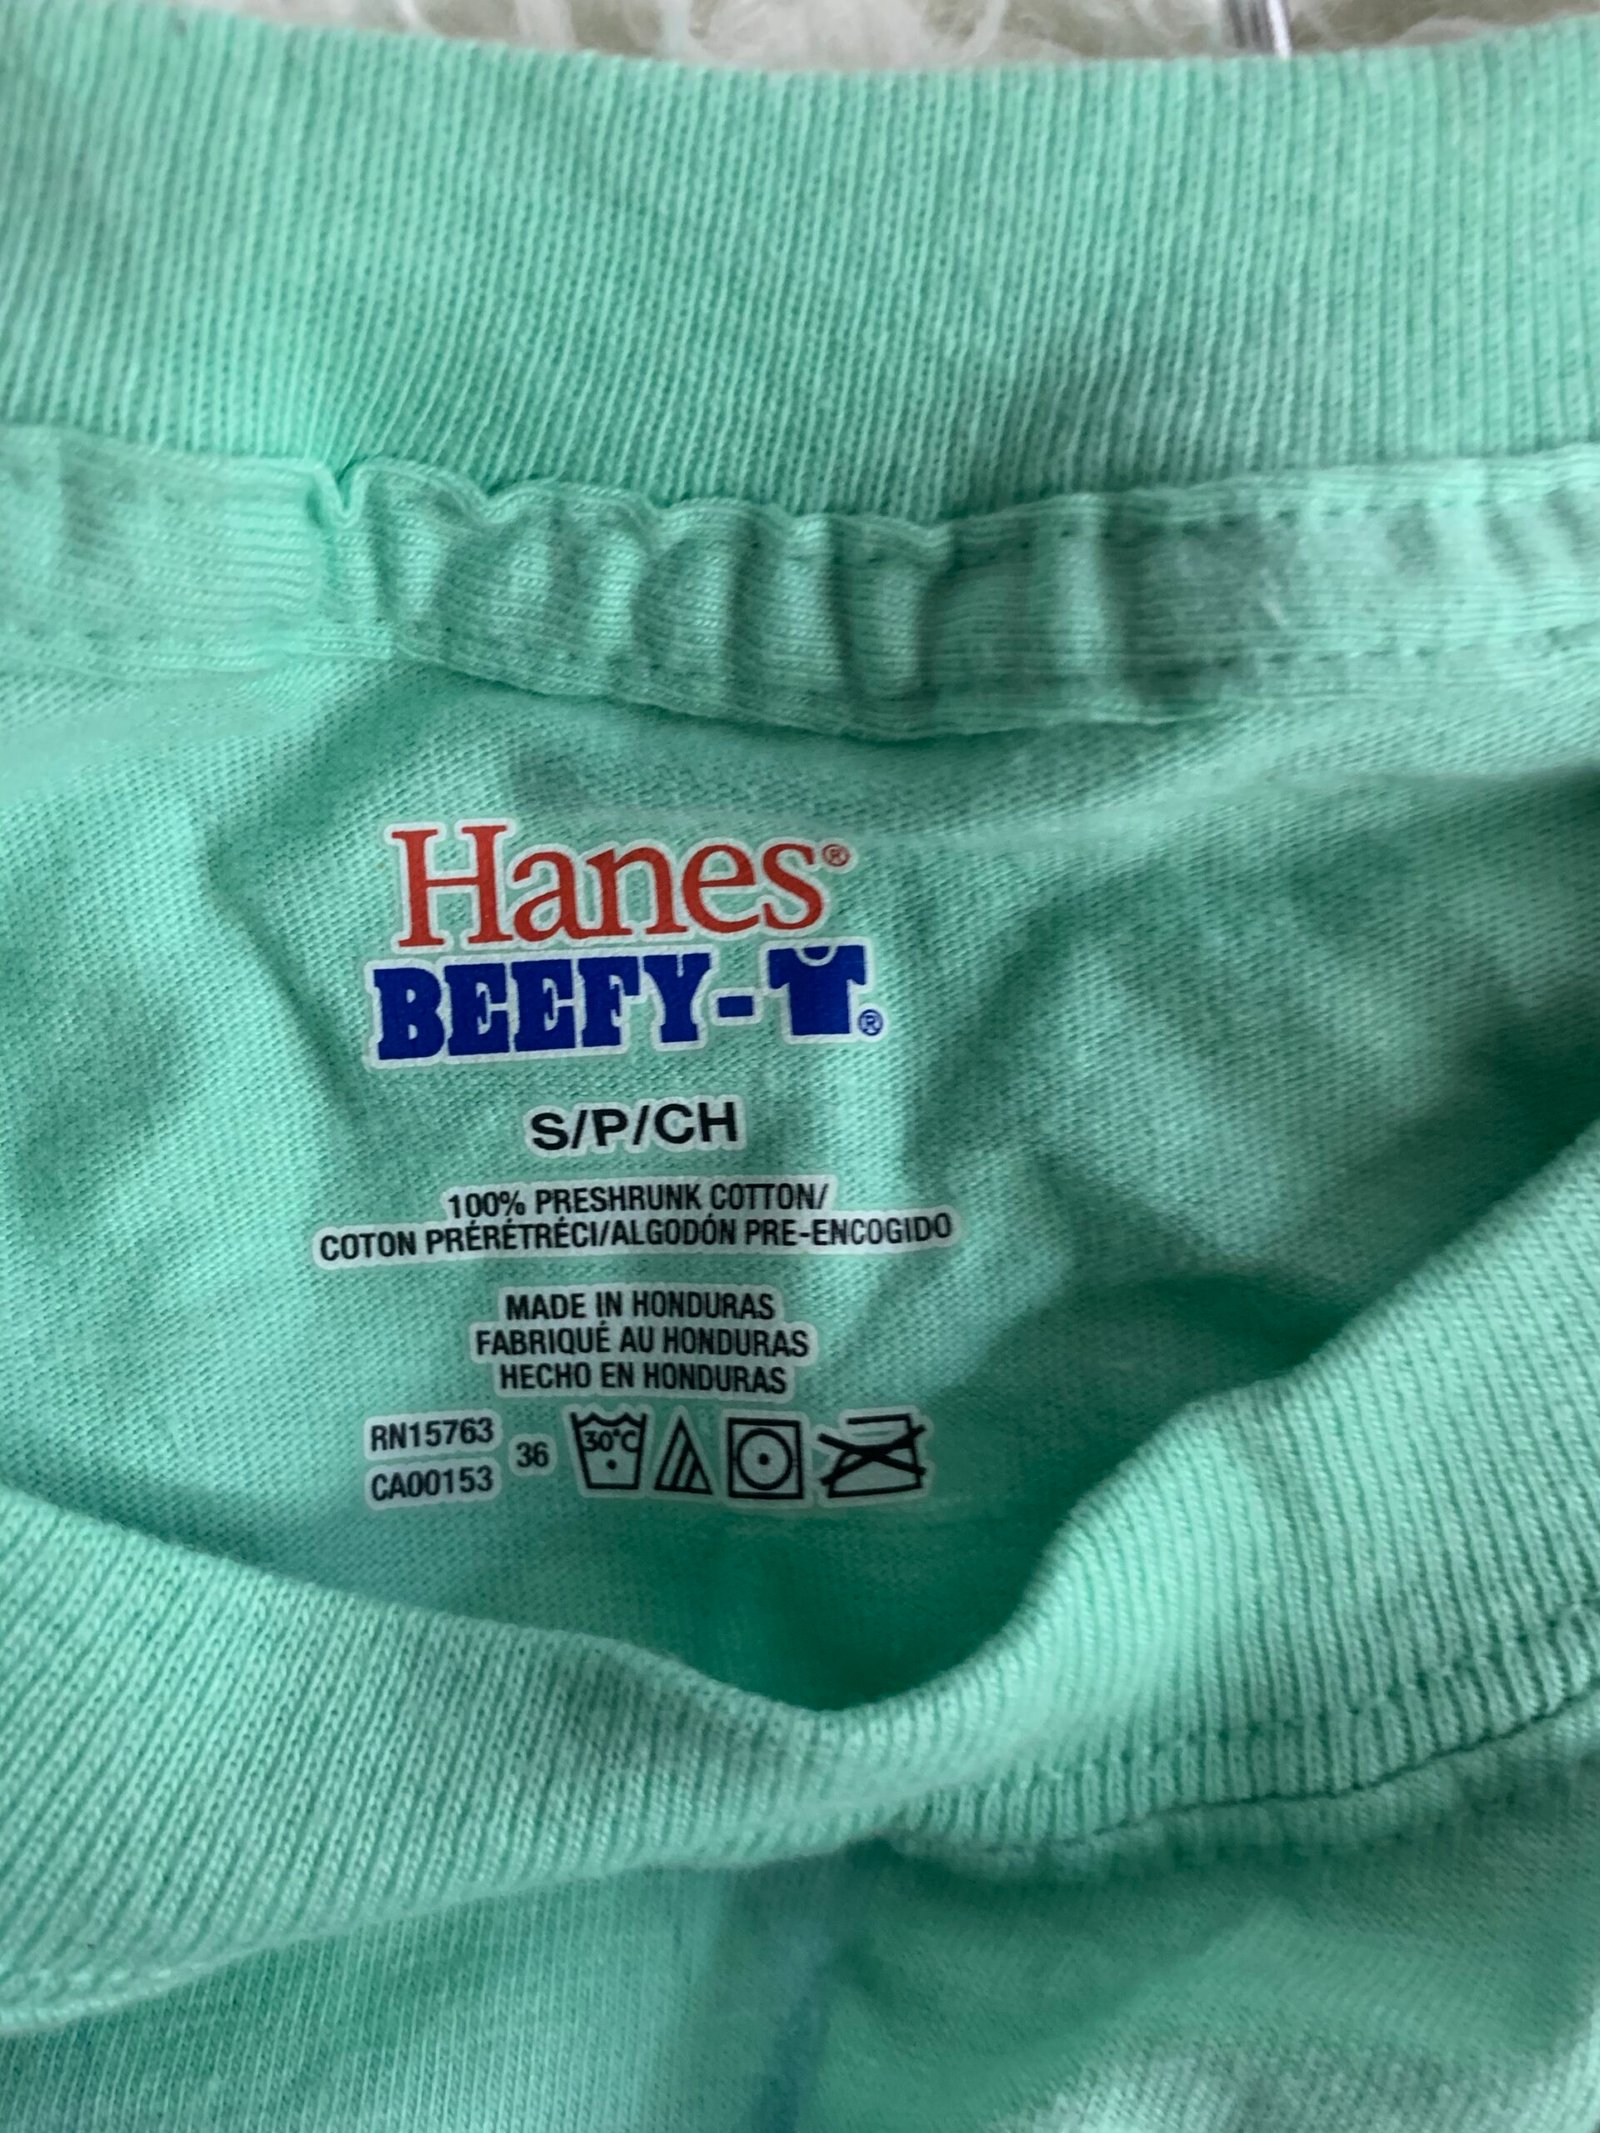 Hanes®
BEEFY-T®
S/P/CH
100% PRESHRUNK COTTON/
COTON PRÉRÉTRÉCI/ALGODÓN PRE-ENCOGIDO
MADE IN HONDURAS
FABRIQUÉ AU HONDURAS
HECHO EN HONDURAS
RN15763
CA00153
36
30°C